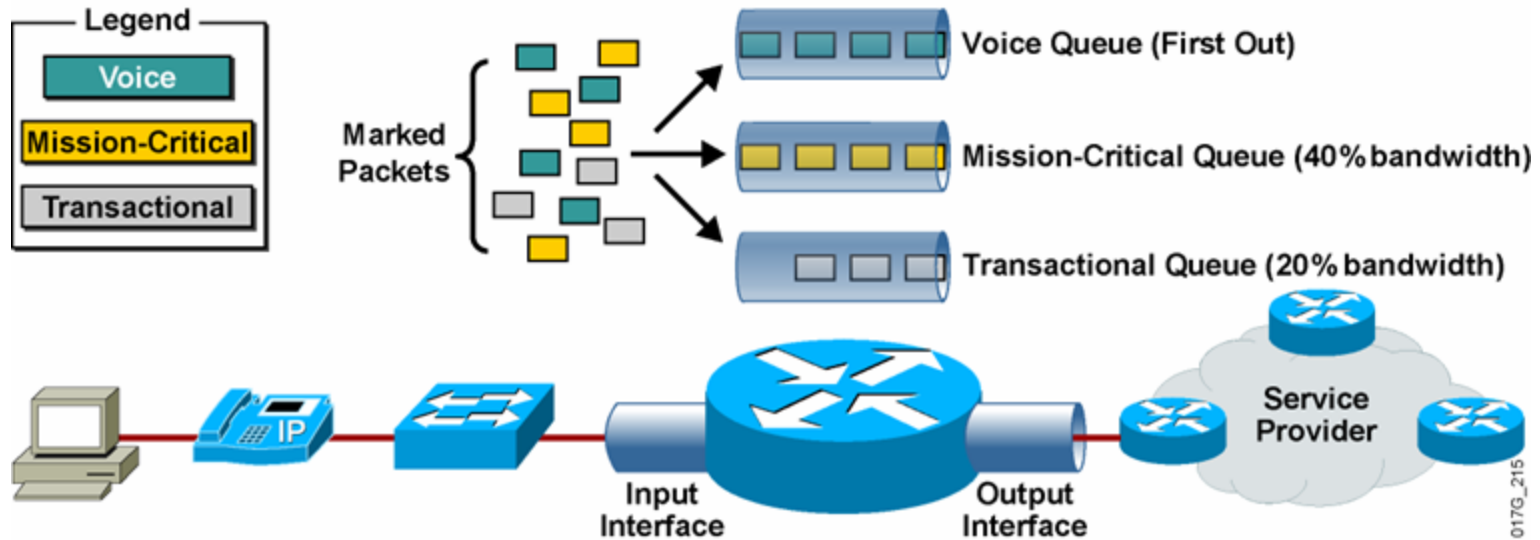 Legend
Voice
Mission-Critical
Transactional
Marked
Packets
Voice Queue (First Out)
Mission-Critical Queue (40% bandwidth)
Transactional Queue (20% bandwidth)
IP
Input
Interface
Output
Interface
Service
Provider
017G_215